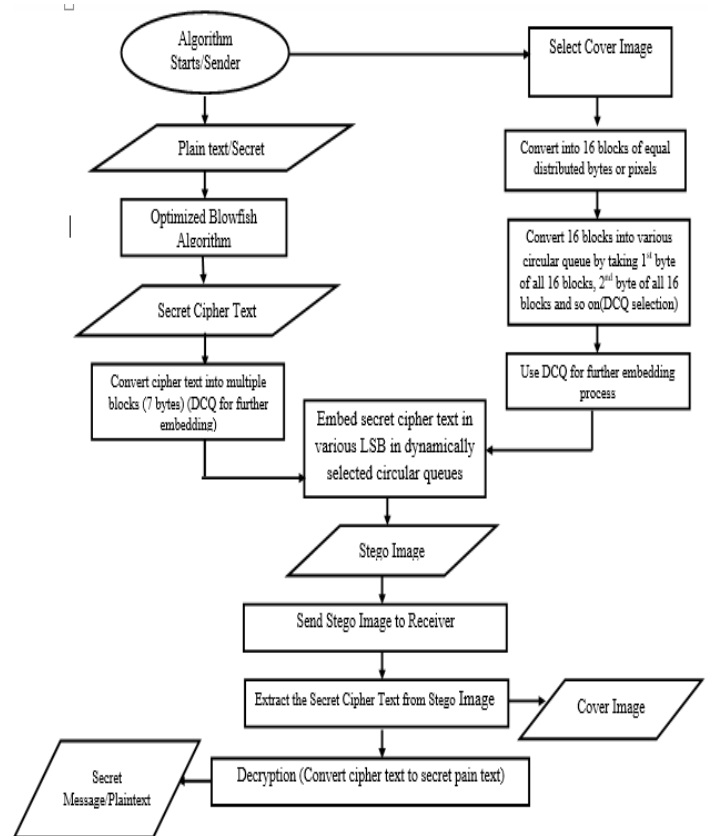 Algorithm
Starts/Sender
Select Cover Image
Plain text/Secret
Convert into 16 blocks of equal
distributed bytes or pixels
Optimized Blowfish
Algorithm
Convert 16 blocks into various
circular queue by taking 1st byte
of all 16 blocks, 2nd byte of all 16
blocks and so on(DCQ selection)
Secret Cipher Text
Convert cipher text into multiple
blocks (7 bytes) (DCQ for further
embedding)
Use DCQ for further embedding
process
Embed secret cipher text in
various LSB in dynamically
selected circular queues
Stego Image
Send Stego Image to Receiver
Extract the Secret Cipher Text from Stego Image
Cover Image
Decryption (Convert cipher text to secret pain text)
Secret
Message/Plaintext